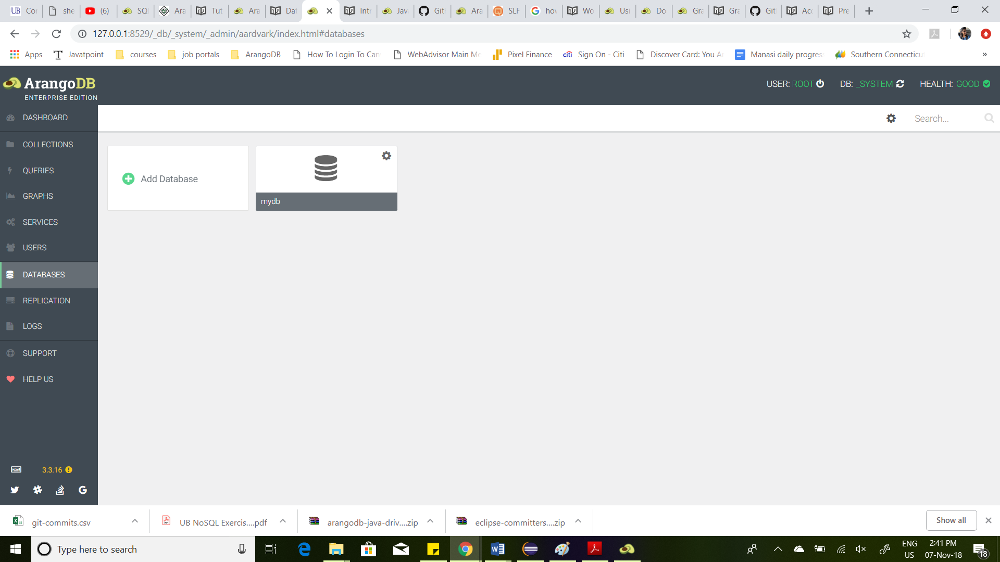 UB Cor
she
(6)
SQ
Ara
Tut
Ara
Dat
Intr
Jav
Git
Ara
SLF
hov
Wo
Usi
Do
Gra
Gra
Git
Acc
Pre
127.0.0.1:8529/_db/_system/_admin/aardvark/index.html#databases
Apps
Javatpoint
courses
job portals
ArangoDB
How To Login To Can
WebAdvisor Main Me
Pixel Finance
citi Sign On - Citi
Discover Card: You A
Manasi daily progres
Southern Connecticu
»
ArangoDB
ENTERPRISE EDITION
USER: ROOT
DB: _SYSTEM
HEALTH: GOOD
Search...
DASHBOARD
COLLECTIONS
QUERIES
GRAPHS
SERVICES
USERS
DATABASES
REPLICATION
LOGS
SUPPORT
HELP US
Add Database
mydb
3.3.16
git-commits.csv
UB NoSQL Exercis....pdf
arangodb-java-driv....zip
eclipse-committers....zip
Show all
Type here to search
ENG
US
2:41 PM
07-Nov-18
18